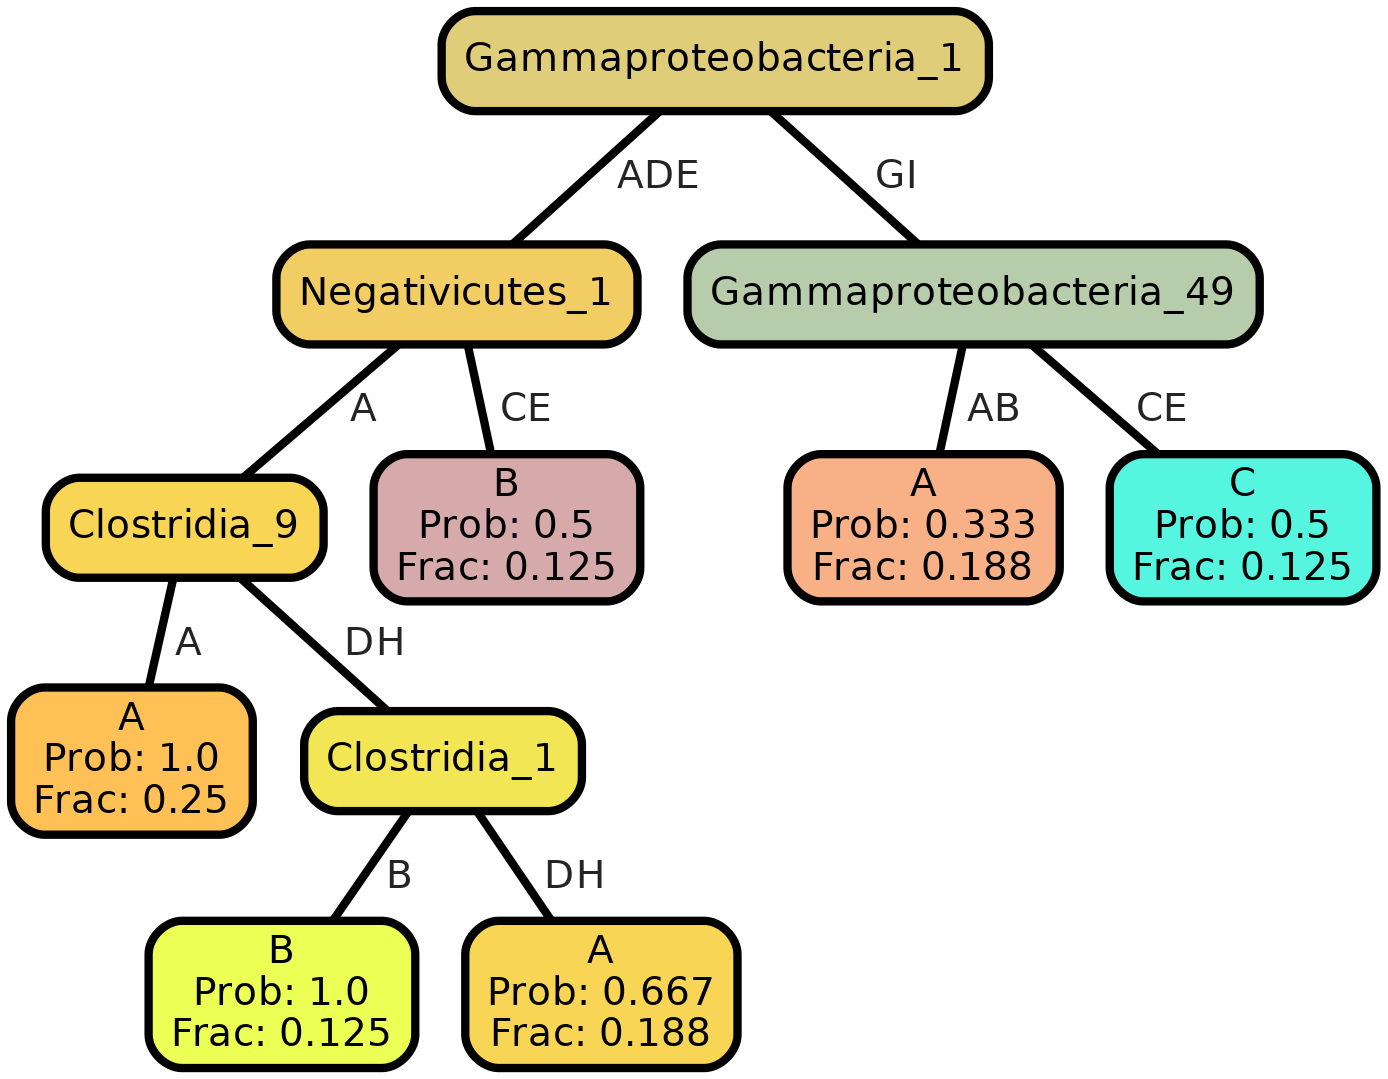 Gammaproteobacteria_1
ADE
GI
Negativicutes_1
Gammaproteobacteria_49
A
CE
AB
CE
Clostridia_9
B
Prob: 0.5
Frac: 0.125
A
Prob: 0.333
Frac: 0.188
C
Prob: 0.5
Frac: 0.125
A
DH
A
Prob: 1.0
Frac: 0.25
Clostridia_1
B
DH
B
Prob: 1.0
Frac: 0.125
A
Prob: 0.667
Frac: 0.188